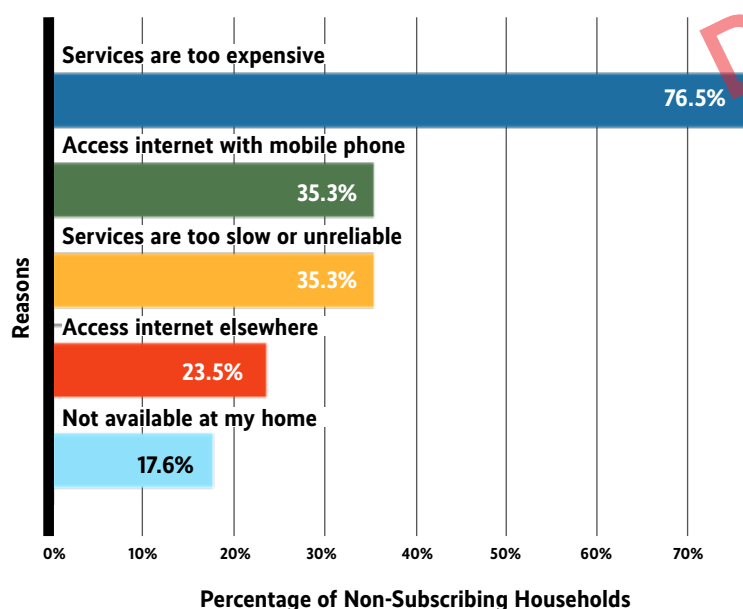 Services are too expensive
76.5%
Access internet with mobile phone
35.3%
Services are too slow or unreliable
35.3%
Access internet elsewhere
23.5%
Not available at my home
17.6%
Reasons
0% 10% 20% 30% 40% 50% 60% 70%
Percentage of Non-Subscribing Households